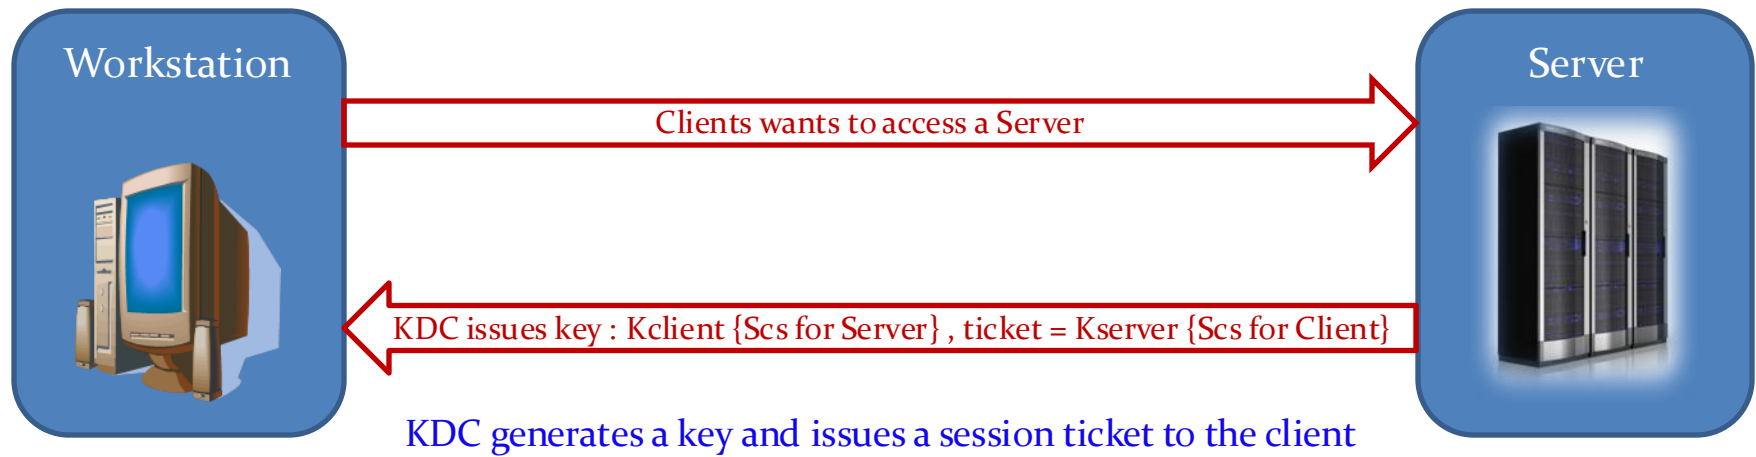 Workstation
Server
Clients wants to access a Server
KDC issues key : Kclient {Scs for Server} , ticket = Kserver {Scs for Client}
KDC generates a key and issues a session ticket to the client